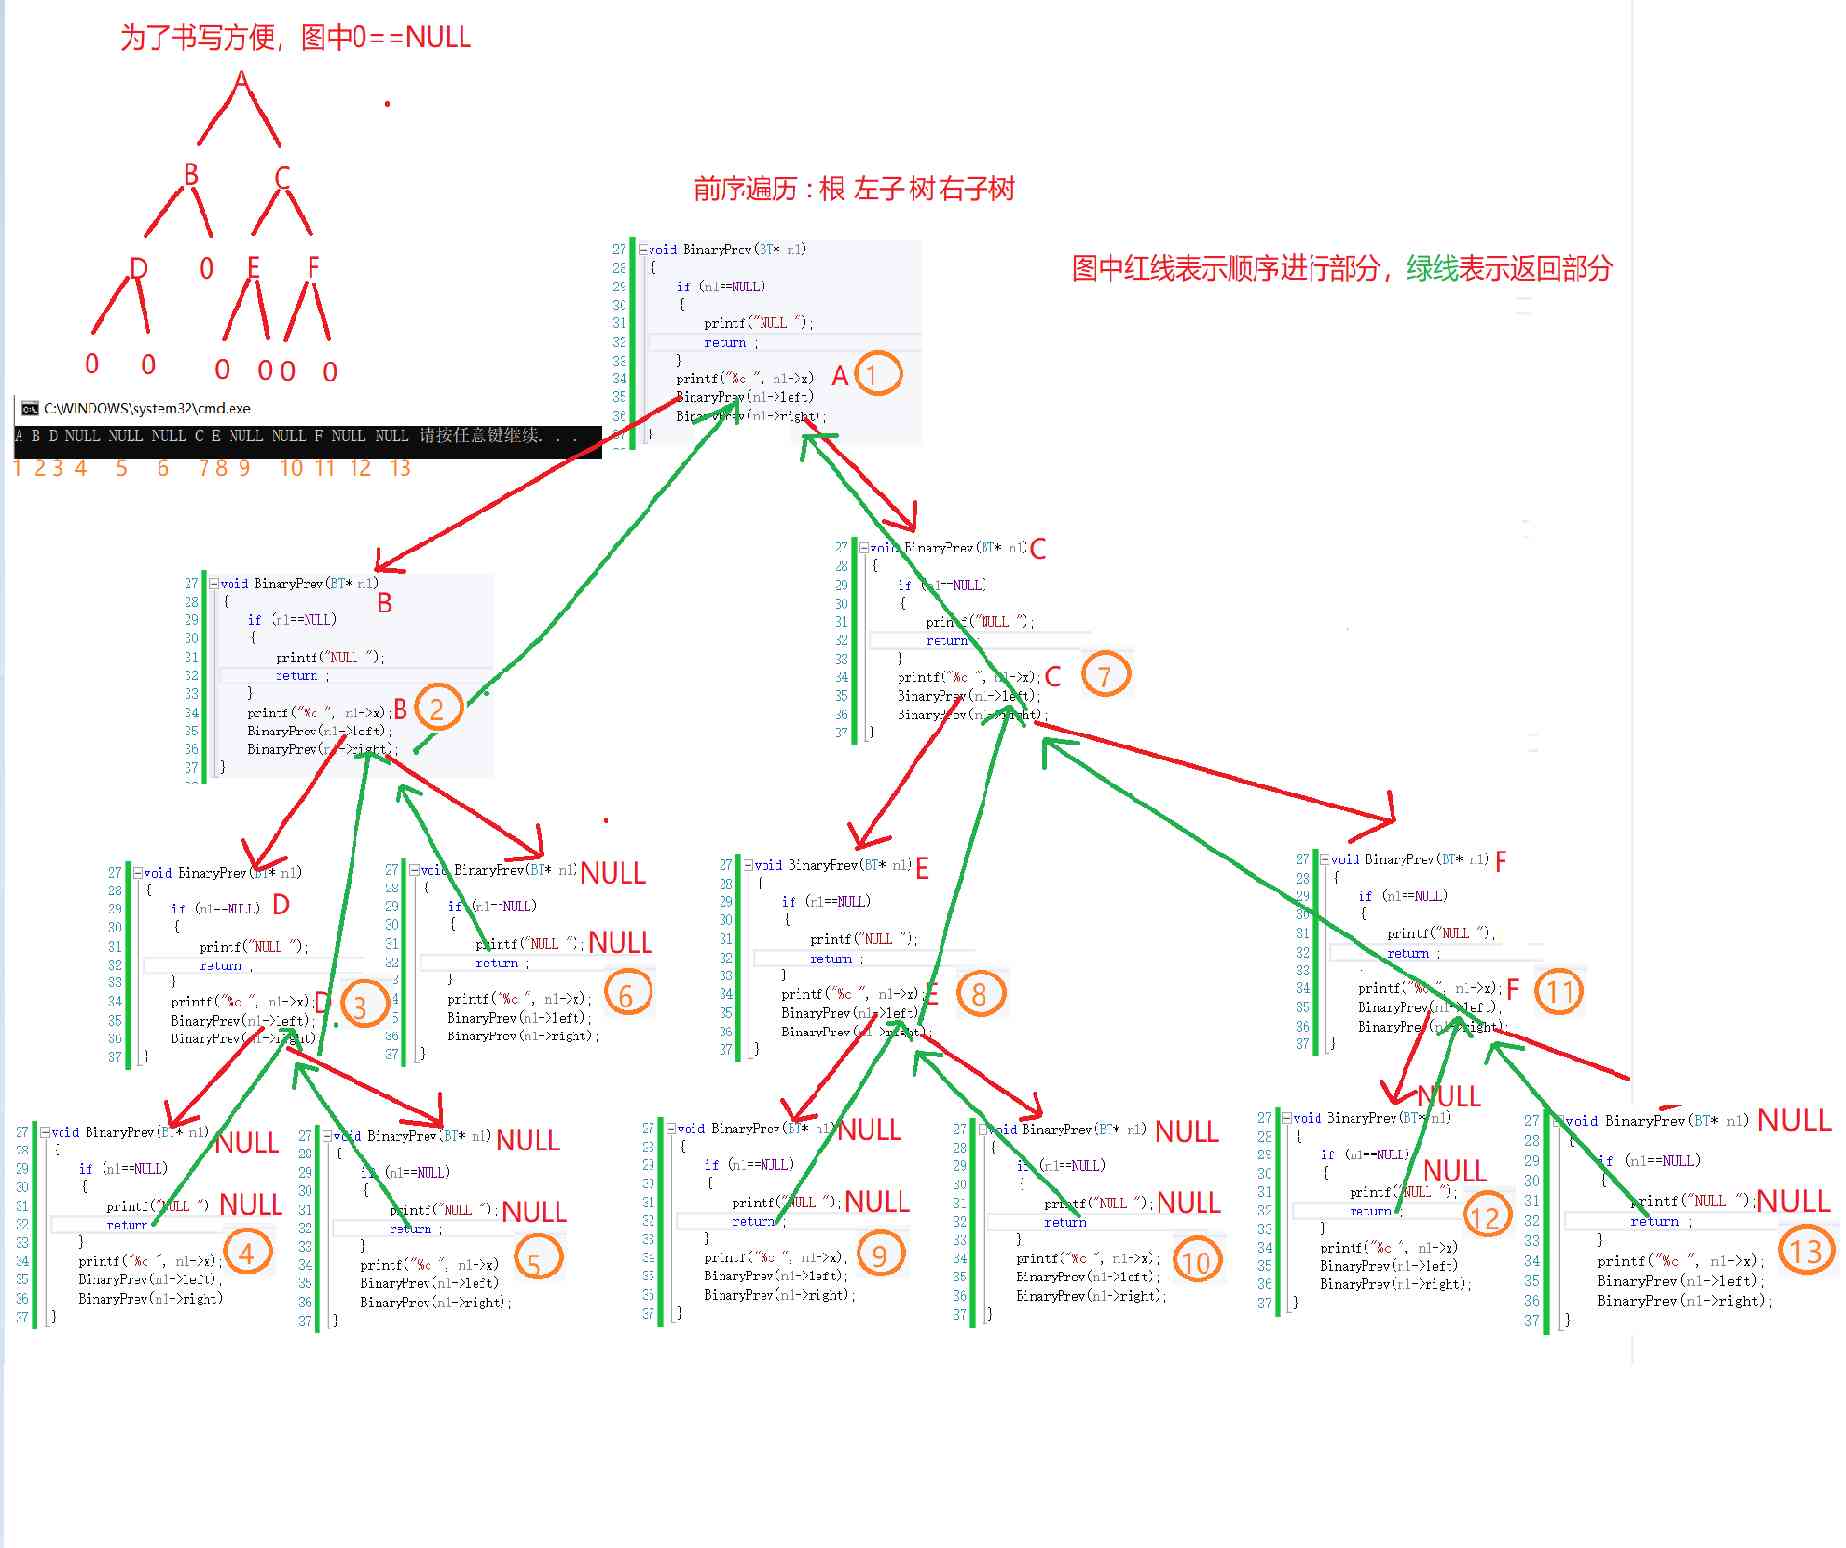 为了书写方便，图中0==NULL
A
B C
D 0 E F
0 0 0 0 0 0
C:\WINDOWS\system32\cmd.exe
A B D NULL NULL NULL C E NULL NULL F NULL NULL 请按任意键继续. . .
1 2 3 4 5 6 7 8 9 10 11 12 13
前序遍历：根 左子 树 右子树
图中红线表示顺序进行部分，绿线表示返回部分
27 void BinaryPrev(BT* n1)
28 {
29 if (n1==NULL)
30 {
31 printf("NULL ");
32 return ;
33 }
34 printf("%c ", n1->x) A 1
35 BinaryPrev(n1->left)
36 BinaryPrev(n1->right);
37 }
27 void BinaryPrev(BT* n1)
28 { B
29 if (n1==NULL)
30 {
31 printf("NULL ");
32 return ;
33 }
34 printf("%c ", n1->x); B 2
35 BinaryPrev(n1->left);
36 BinaryPrev(n1->right);
37 }
27 void BinaryPrev(BT* n1) C
28 {
29 if (n1==NULL)
30 {
31 printf("NULL ");
32 return
33 }
34 printf("%c ", n1->x); C 7
35 BinaryPrev(n1->left);
36 BinaryPrev(n1->right);
37 }
27 void BinaryPrev(BT* n1)
28 {
29 if (n1==NULL) D
30 {
31 printf("NULL ");
32 return ;
33 }
34 printf("%c ", n1->x); D 3
35 BinaryPrev(n1->left);
36 BinaryPrev(n1->right)
37 }
27 void BinaryPrev(BT* n1) NULL
28 {
29 if (n1==NULL)
30 {
31 printf("NULL "); NULL
32 return ;
3 } 6
4 printf("%c ", n1->x);
5 BinaryPrev(n1->left);
36 BinaryPrev(n1->right);
37 }
27 void BinaryPrev(BT* n1) E
28 {
29 if (n1==NULL)
30 {
31 printf("NULL ");
32 return ;
33 }
34 printf("%c ", n1->x); E 8
35 BinaryPrev(n1->left)
36 BinaryPrev(n1->right);
37 }
27 void BinaryPrev(BT* n1) F
28 {
29 if (n1==NULL)
30 {
31 printf("NULL ");
32 return ;
33
34 printf("%c ", n1->x); F 11
35 BinaryPrev(n1->left);
36 BinaryPrev(n1->right);
37 }
27 void BinaryPrev(BT* n1) NULL
28 {
29 if (n1==NULL)
30 {
31 printf("NULL ") NULL
32 return
33 } 4
34 printf("%c ", n1->x);
35 BinaryPrev(n1->left);
36 BinaryPrev(n1->right)
37 }
27 void BinaryPrev(BT* n1) NULL
28 {
29 if (n1==NULL)
30 {
31 printf("NULL "); NULL
32 return ;
33 } 5
34 printf("%c ", n1->x)
35 BinaryPrev(n1->left)
36 BinaryPrev(n1->right);
37 }
27 void BinaryPrev(BT* n1) NULL
28 {
29 if (n1==NULL)
30 {
31 printf("NULL "); NULL
32 return ;
33 } 9
34 printf("%c ", n1->x);
35 BinaryPrev(n1->left);
36 BinaryPrev(n1->right);
37 }
27 void BinaryPrev(BT* n1) NULL
28 {
29 if (n1==NULL)
30 {
31 printf("NULL "); NULL
32 return
33 } 10
34 printf("%c ", n1->x);
35 BinaryPrev(n1->left);
36 BinaryPrev(n1->right);
37 }
NULL
27 void BinaryPrev(BT* n1)
28 {
29 if (n1==NULL)
30 { NULL
31 printf("NULL ");
32 return ; 12
33 }
34 printf("%c ", n1->x)
35 BinaryPrev(n1->left)
36 BinaryPrev(n1->right);
37 }
27 void BinaryPrev(BT* n1) NULL
28 {
29 if (n1==NULL)
30 {
31 printf("NULL "); NULL
32 return ;
33 } 13
34 printf("%c ", n1->x);
35 BinaryPrev(n1->left);
36 BinaryPrev(n1->right);
37 }